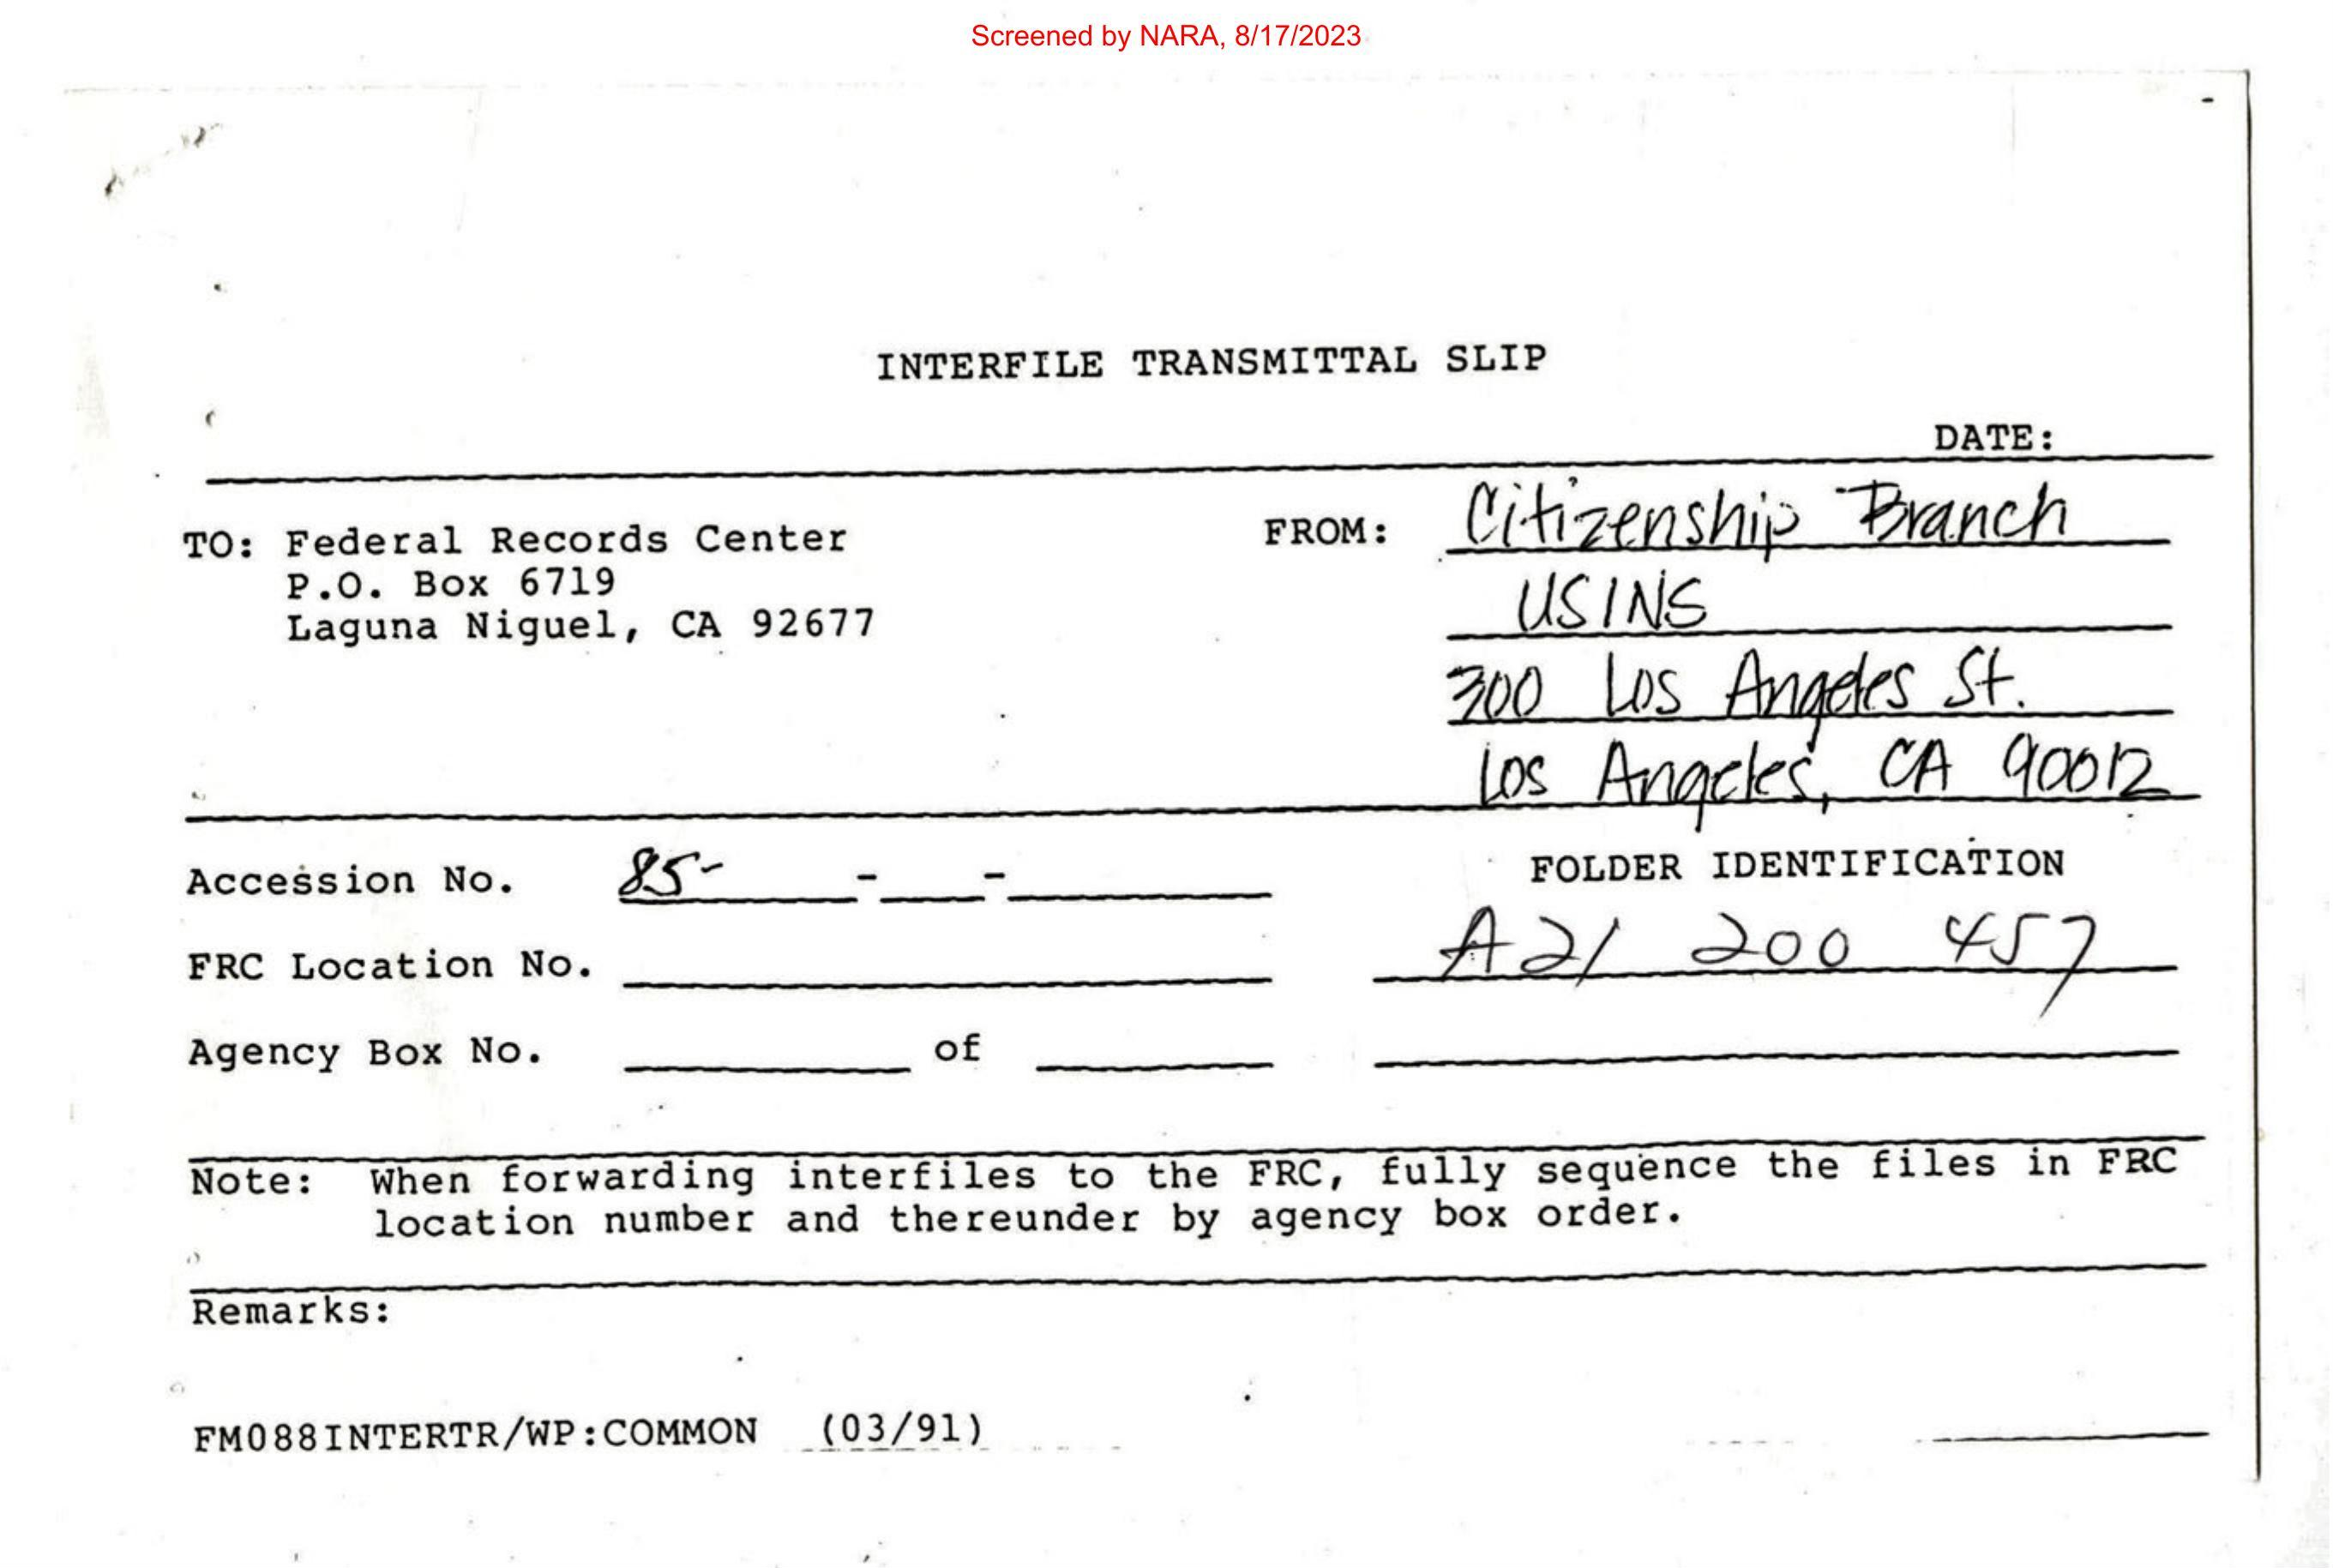 Screened by NARA, 8/17/2023
INTERFILE TRANSMITTAL SLIP
DATE:
TO: Federal Records Center
P.O. Box 6719
Laguna Niguel, CA 92677
FROM: Citizenship Branch
USINS
300 Los Angeles St.
Los Angeles, CA 90012
Accession No. 85- - -
FOLDER IDENTIFICATION
A21 200 457
FRC Location No.
Agency Box No. of
Note: When forwarding interfiles to the FRC, fully sequence the files in FRC
location number and thereunder by agency box order.
Remarks:
FM088INTERTR/WP:COMMON (03/91)